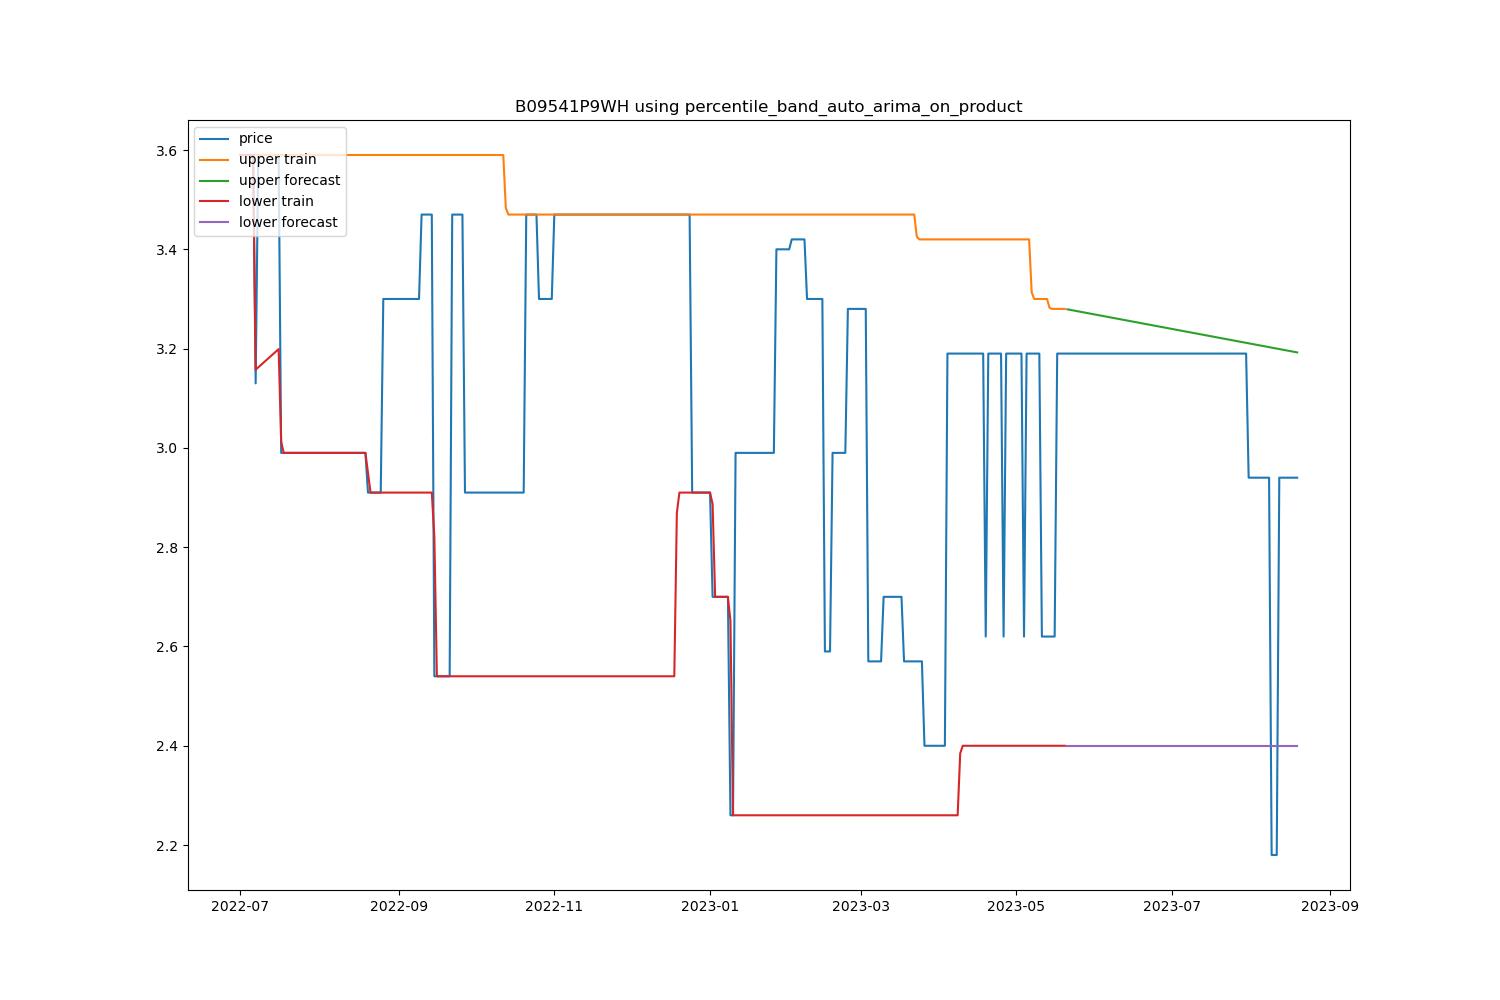 B09541P9WH using percentile_band_auto_arima_on_product
price
upper train
upper forecast
lower train
lower forecast
3.6
3.4
3.2
3.0
2.8
2.6
2.4
2.2
2022-07 2022-09 2022-11 2023-01 2023-03 2023-05 2023-07 2023-09